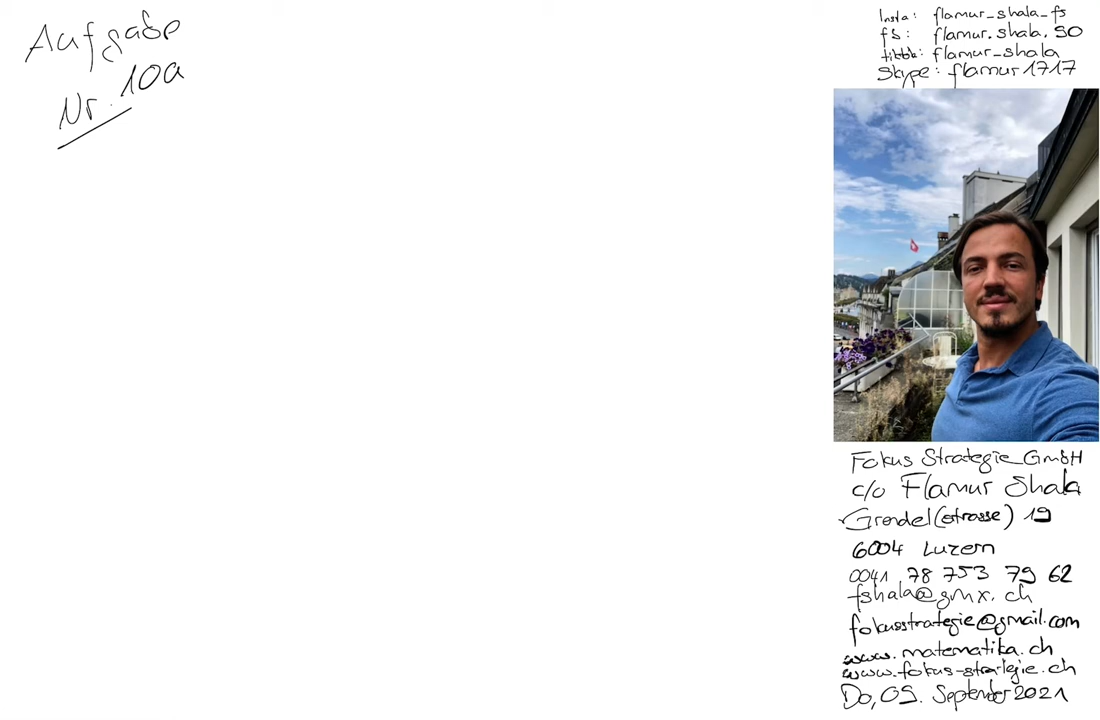 Aufgabe
Nr. 10a
Insta: flamur_shala_fs
fb: flamur.shala.50
tiktok: flamur_shala
Skype: flamur1717
Fokus Strategie GmbH
c/o Flamur Shala
Grendel(strasse) 19
6004 Luzern
0041 78 753 79 62
fshala@gmx.ch
fokusstrategie@gmail.com
www.matematika.ch
www.fokus-strategie.ch
Do, 09. September 2021